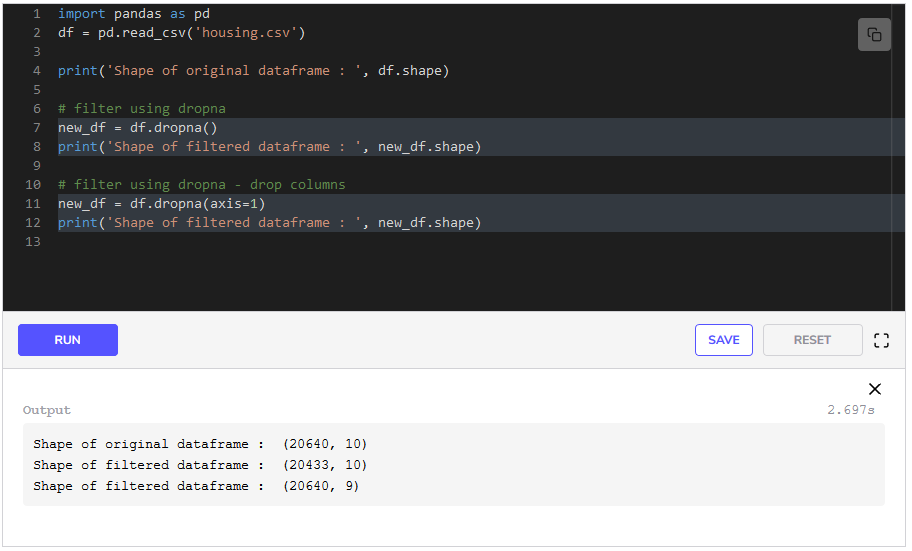 1 import pandas as pd
2 df = pd.read_csv('housing.csv')
3
4 print('Shape of original dataframe : ', df.shape)
5
6 # filter using dropna
7 new_df = df.dropna()
8 print('Shape of filtered dataframe : ', new_df.shape)
9
10 # filter using dropna - drop columns
11 new_df = df.dropna(axis=1)
12 print('Shape of filtered dataframe : ', new_df.shape)
13
RUN SAVE RESET
Output 2.697s
Shape of original dataframe :  (20640, 10)
Shape of filtered dataframe :  (20433, 10)
Shape of filtered dataframe :  (20640, 9)